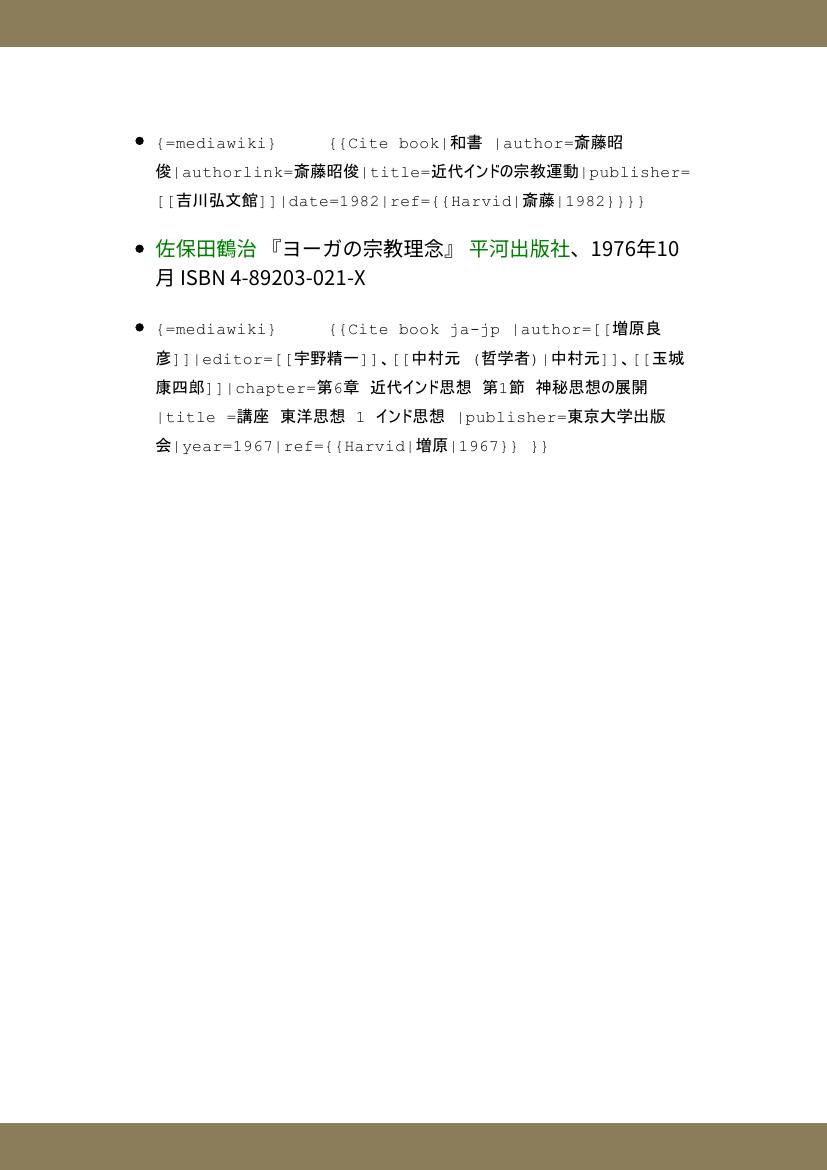 {=mediawiki}     {{Cite book|和書 |author=斎藤昭
俊|authorlink=斎藤昭俊|title=近代インドの宗教運動|publisher=
[[吉川弘文館]]|date=1982|ref={{Harvid|斎藤|1982}}}}
佐保田鶴治 『ヨーガの宗教理念』 平河出版社、1976年10
月 ISBN 4-89203-021-X
{=mediawiki}     {{Cite book ja-jp |author=[[増原良
彦]]|editor=[[宇野精一]]、[[中村元 (哲学者)|中村元]]、[[玉城
康四郎]]|chapter=第6章 近代インド思想 第1節 神秘思想の展開
|title =講座 東洋思想 1 インド思想 |publisher=東京大学出版
会|year=1967|ref={{Harvid|増原|1967}} }}